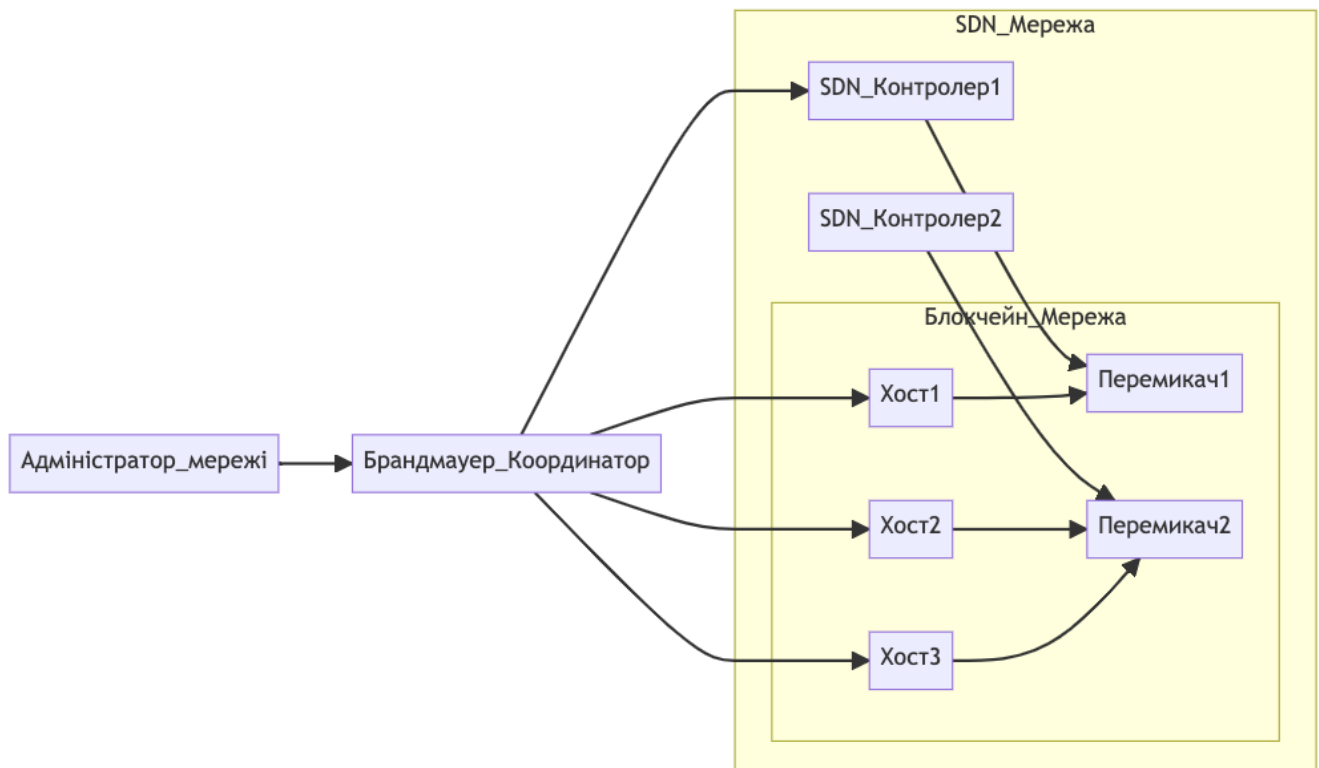 SDN_Мережа
SDN_Контролер1
SDN_Контролер2
Блокчейн_Мережа
Перемикач1
Хост1
Адміністратор_мережі
Брандмауер_Координатор
Хост2
Перемикач2
Хост3